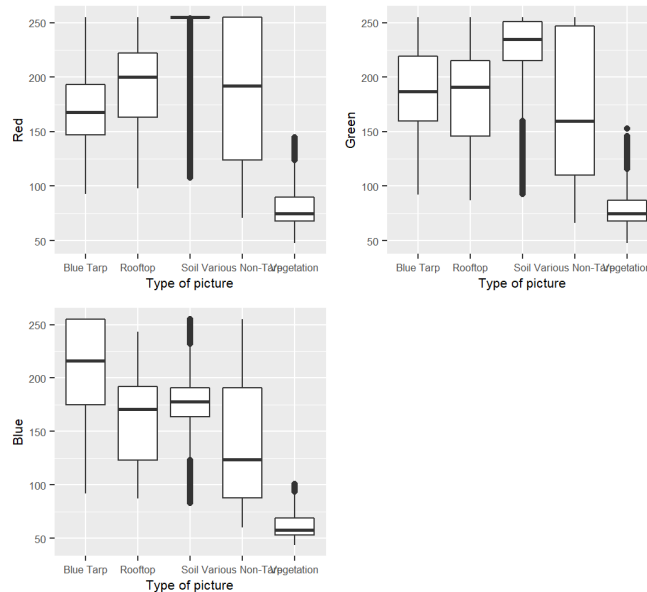 250
200
150
100
50
Red
Blue Tarp Rooftop Soil Various Non-Tarp Vegetation
Type of picture
250
200
150
100
50
Green
Blue Tarp Rooftop Soil Various Non-Tarp Vegetation
Type of picture
250
200
150
100
50
Blue
Blue Tarp Rooftop Soil Various Non-Tarp Vegetation
Type of picture